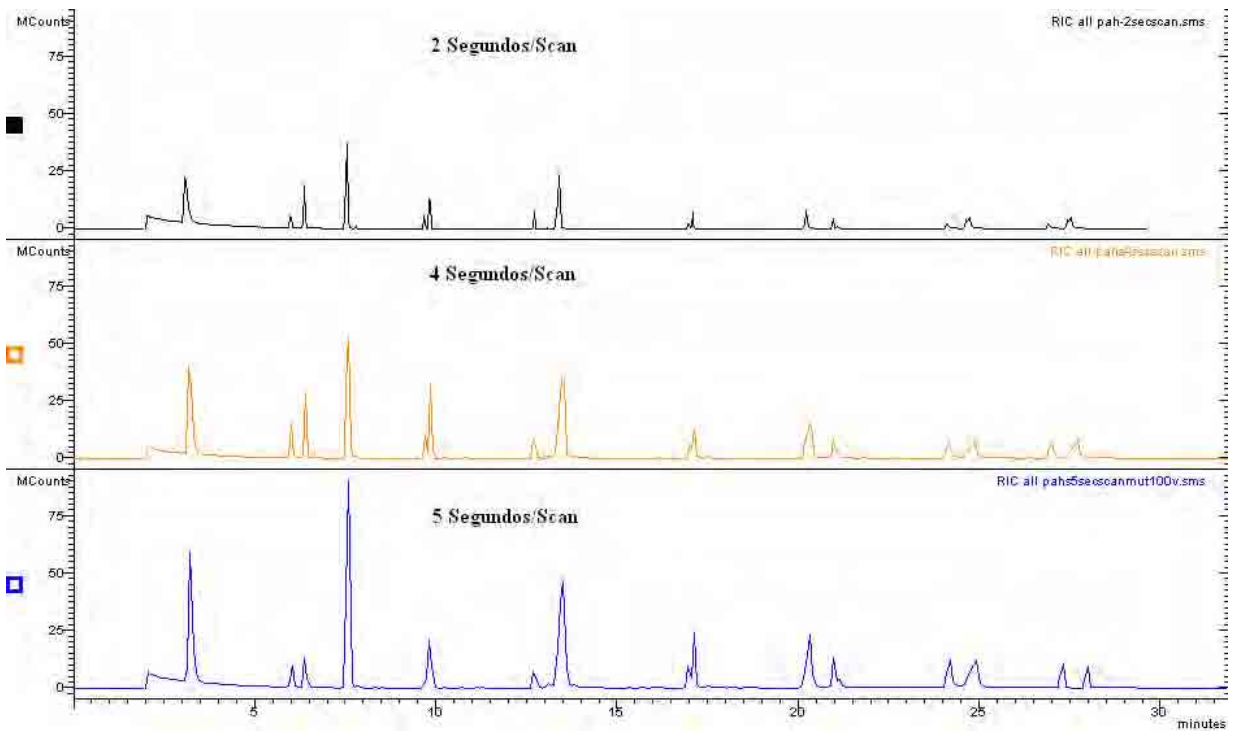 MCounts
RIC all pah-2secscan.sms
2 Segundos/Scan
75
50
25
0
MCounts
RIC all
4 Segundos/Scan
75
50
25
0
MCounts
RIC all pahs5secscanmut100v.sms
5 Segundos/Scan
75
50
25
0
5
10
15
20
25
30
minutes